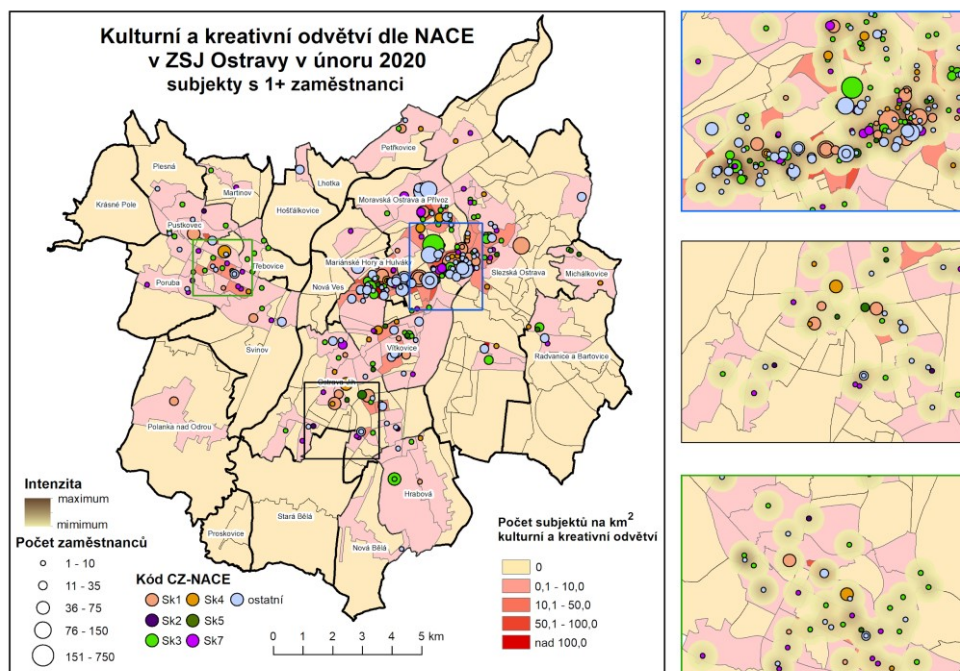 Kulturní a kreativní odvětví dle NACE
v ZSJ Ostravy v únoru 2020
subjekty s 1+ zaměstnanci
Petřkovice
Plesná
Lhotka
Martinov
Krásné Pole
Hošťálkovice
Moravská Ostrava a Přívoz
Pustkovec
Třebovice
Mariánské Hory a Hulváky
Slezská Ostrava
Michálkovice
Poruba
Nová Ves
Svinov
Vítkovice
Radvanice a Bartovice
Ostrava-Jih
Polanka nad Odrou
Hrabová
Stará Bělá
Proskovice
Nová Bělá
Intenzita
maximum
mimimum
Počet zaměstnanců
1 - 10
11 - 35
36 - 75
76 - 150
151 - 750
Kód CZ-NACE
Sk1 Sk4 ostatní
Sk2 Sk5
Sk3 Sk7
0 1 2 3 4 5 km
Počet subjektů na km²
kulturní a kreativní odvětví
0
0,1 - 10,0
10,1 - 50,0
50,1 - 100,0
nad 100,0